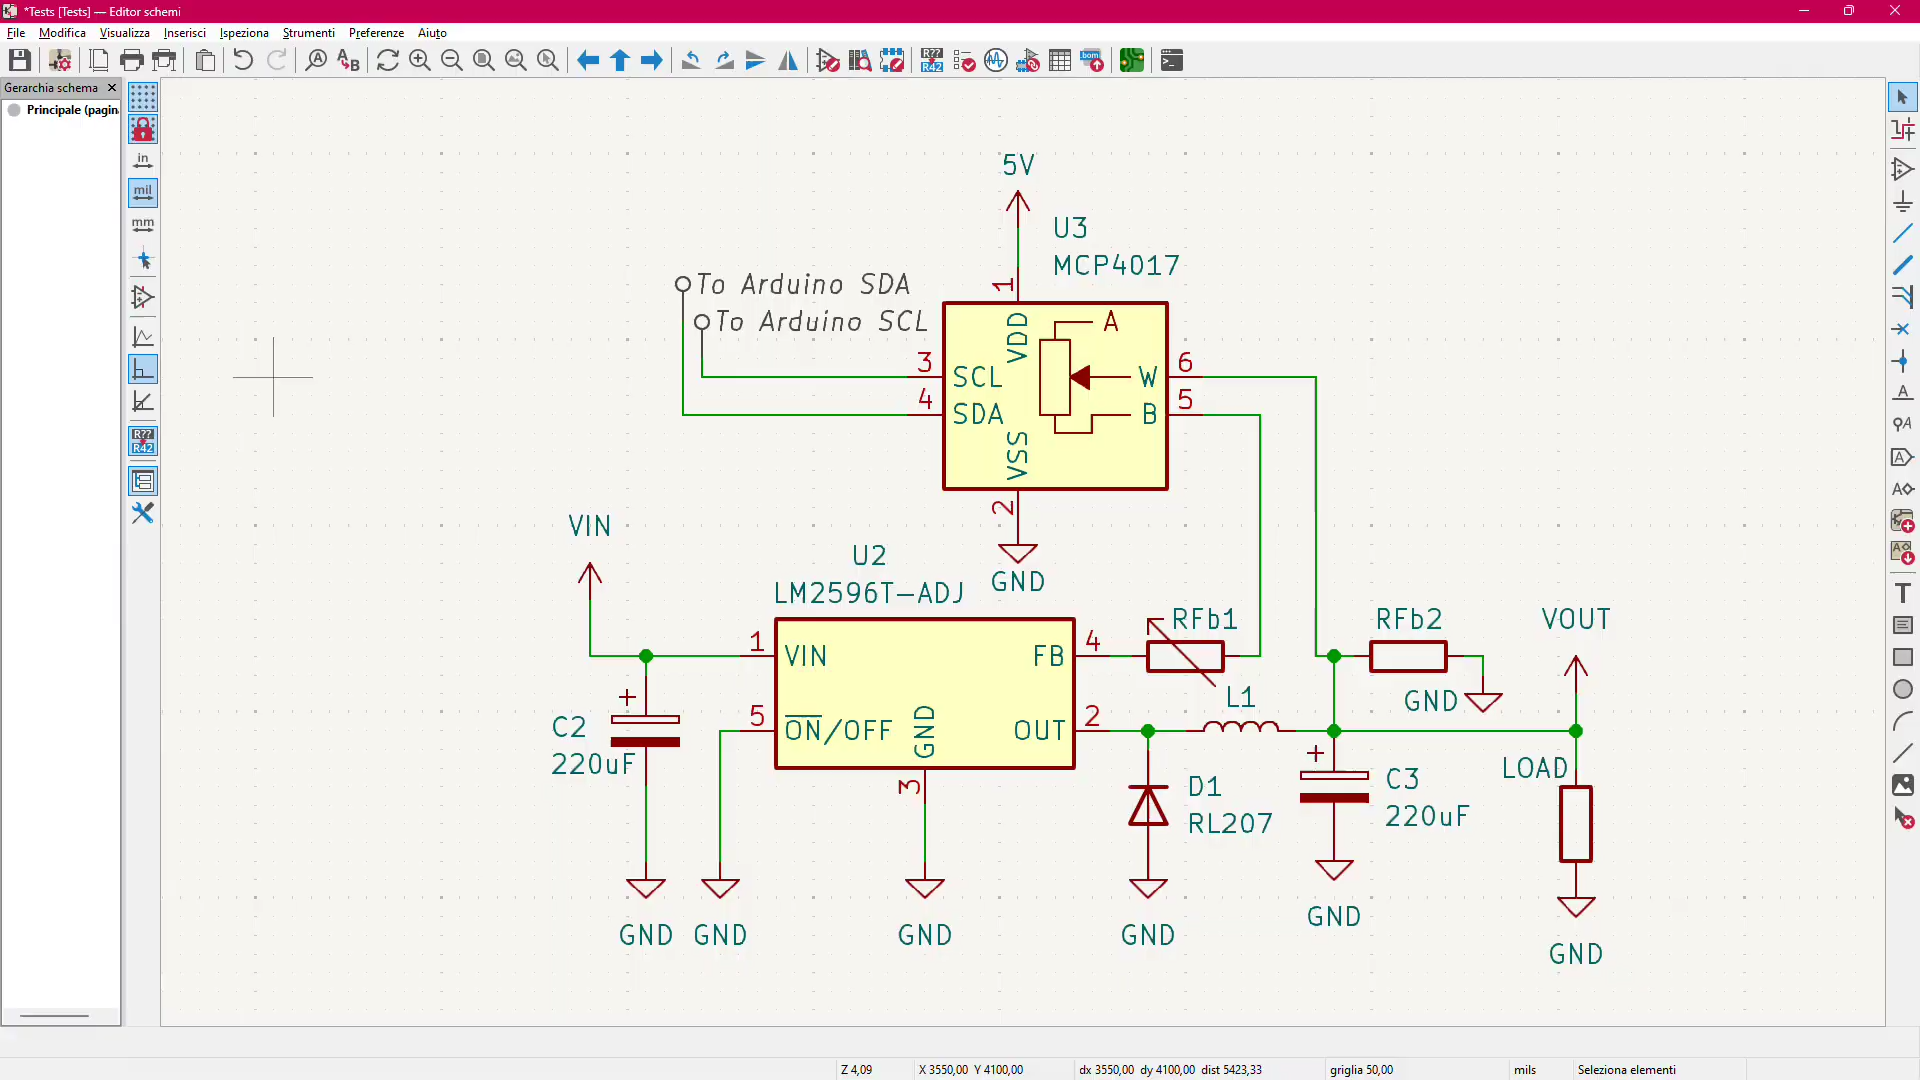 *Tests [Tests] — Editor schemi
File Modifica Visualizza Inserisci Ispeziona Strumenti Preferenze Aiuto
Gerarchia schema
Principale (pagin
in
mil
mm
R??
R42
5V
U3
MCP4017
To Arduino SDA
To Arduino SCL
1
VDD
A
3
SCL
W
6
4
SDA
B
5
VSS
2
GND
VIN
U2
LM2596T-ADJ
RFb1
RFb2
VOUT
1
VIN
FB
4
L1
GND
C2
220uF
5
ON/OFF
GND
OUT
2
3
D1
RL207
C3
220uF
LOAD
GND
GND
GND
GND
GND
GND
Z 4,09
X 3550,00 Y 4100,00
dx 3550,00 dy 4100,00 dist 5423,33
griglia 50,00
mils
Seleziona elementi